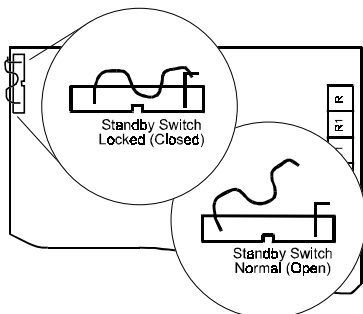 Standby Switch
Locked (Closed)
R
R1
Standby Switch
Normal (Open)